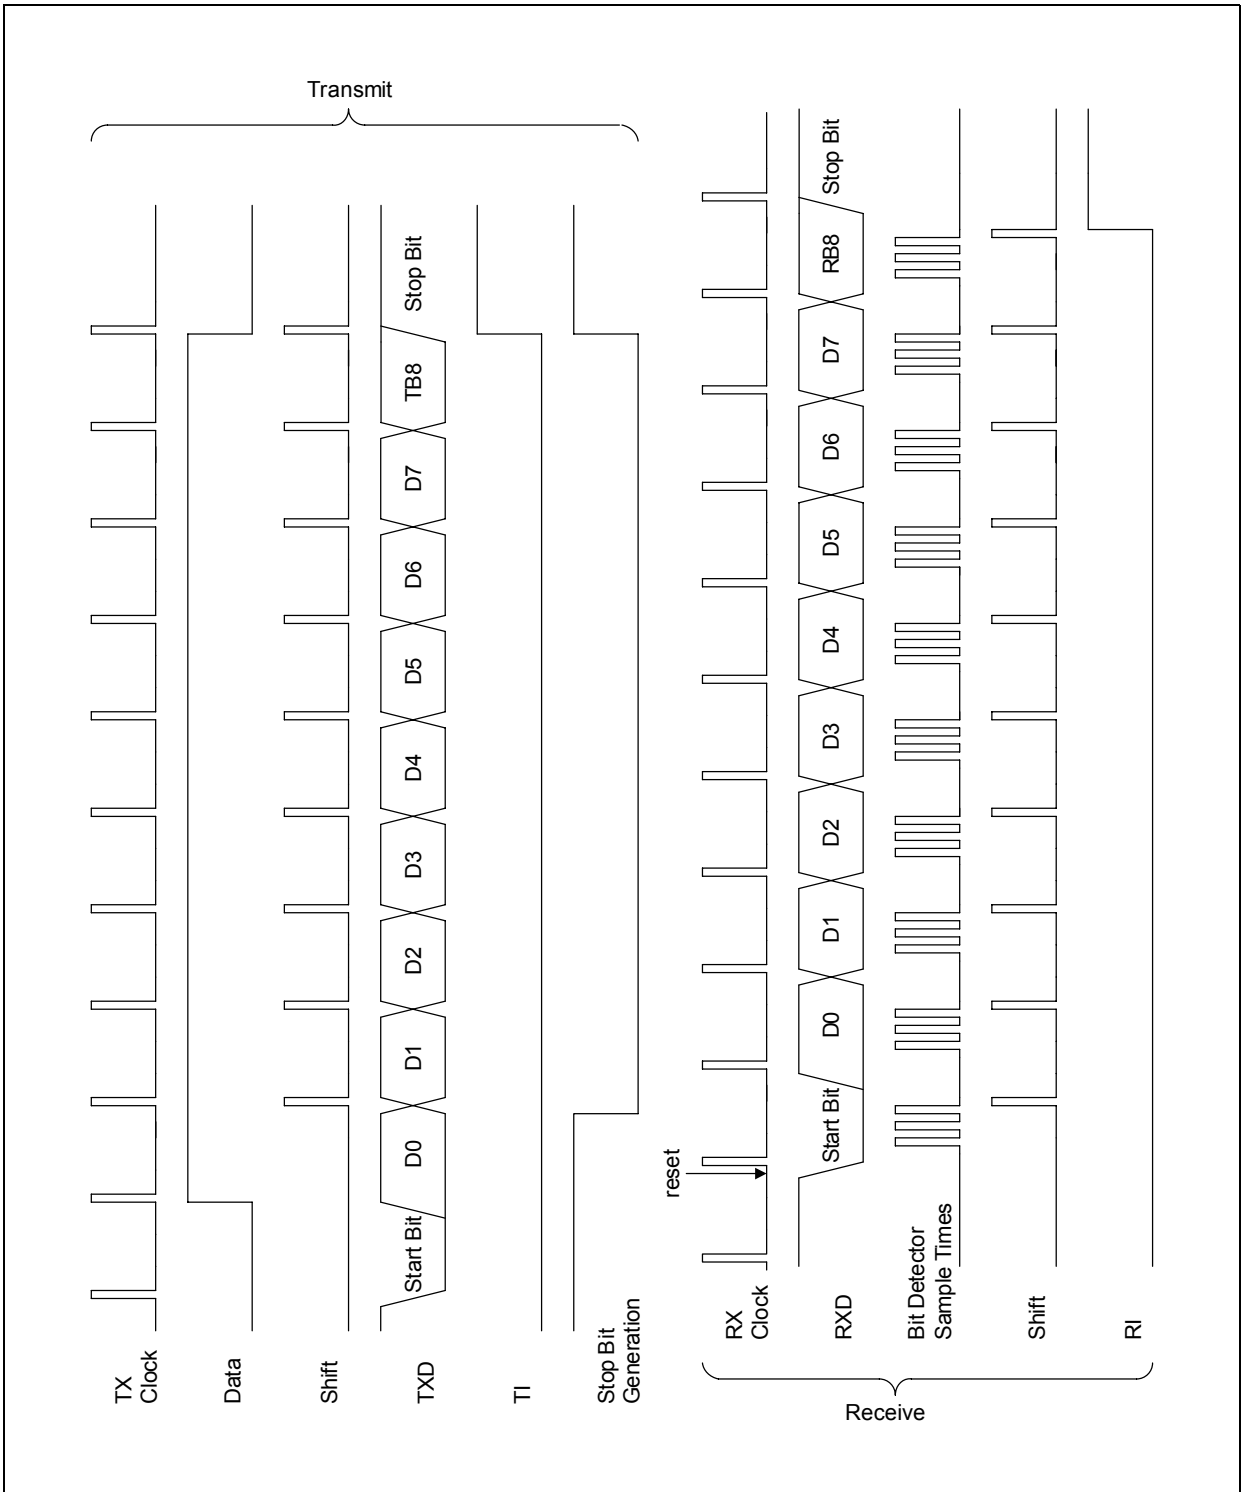 Transmit
TX
Clock
Data
Shift
TXD
Start Bit
D0
D1
D2
D3
D4
D5
D6
D7
TB8
Stop Bit
TI
Stop Bit
Generation
RX
Clock
reset
RXD
Start Bit
D0
D1
D2
D3
D4
D5
D6
D7
RB8
Stop Bit
Bit Detector
Sample Times
Shift
RI
Receive